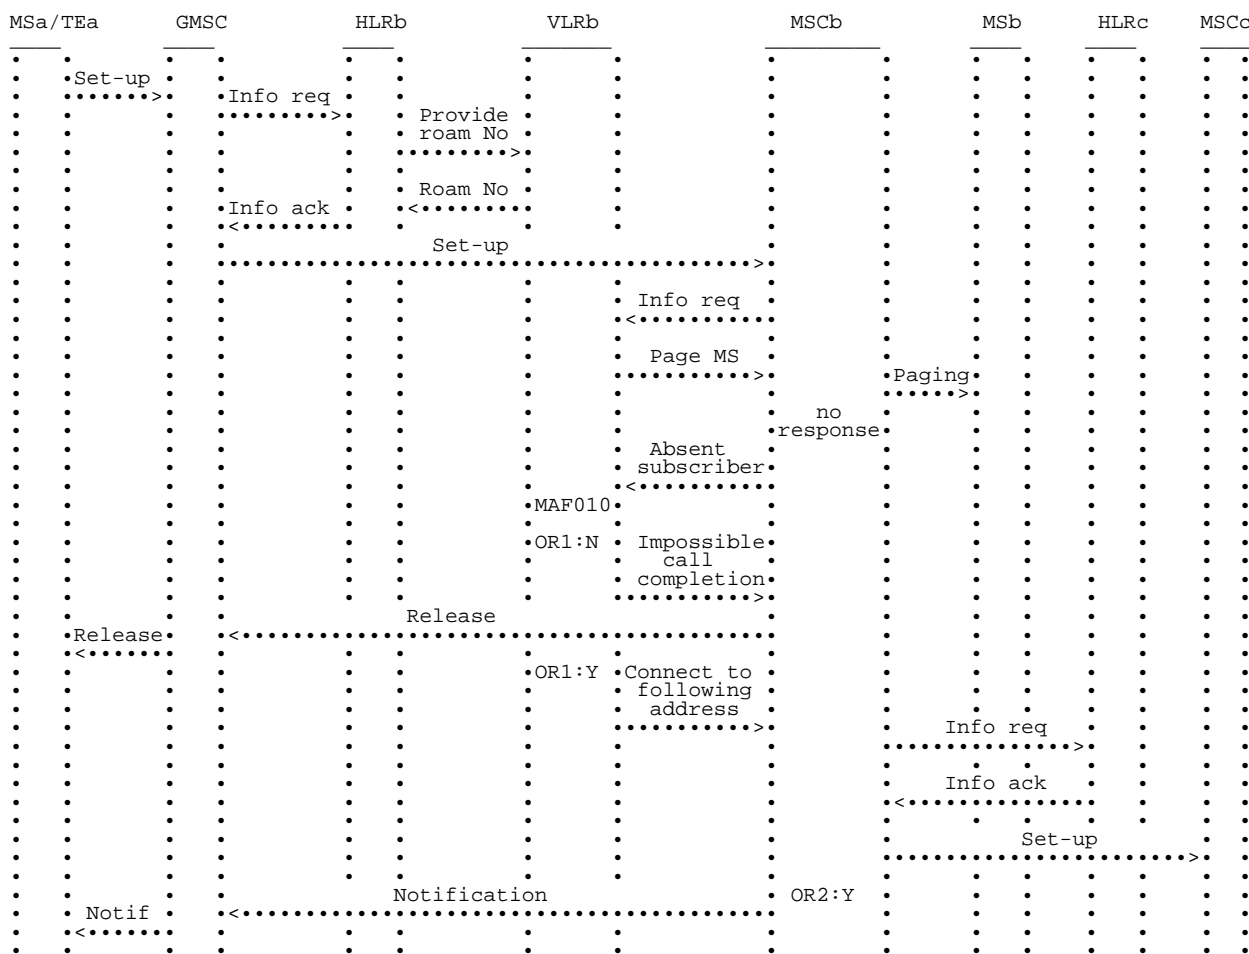 MSa/TEa GMSC HLRb VLRb MSCb MSb HLRc MSCc
Set-up
Info req
Provide
roam No
Roam No
Info ack
Set-up
Info req
Page MS
Paging
no
response
Absent
subscriber
MAF010
OR1:N Impossible
call
completion
Release
Release
OR1:Y Connect to
following
address
Info req
Info ack
Set-up
Notification OR2:Y
Notif